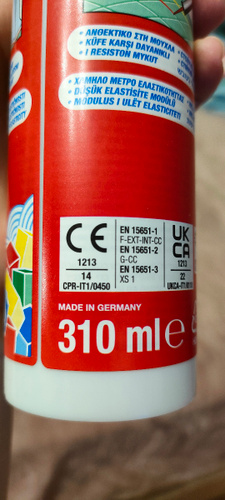 • ΑΝΘΕΚΤΙΚΟ ΣΤΗ ΜΟΥΧΛΑ
• KÜFE KARŞI DAYANIKLI
• I RESISTON MYKUT
• ΧΑΜΗΛΟ ΜΕΤΡΟ ΕΛΑΣΤΙΚΟΤΗΤΑΣ
• DÜŞÜK ELASTİSİTE MODÜLÜ
• MODULUS I ULËT ELASTICITETI
CE
1213
14
CPR-IT1/0450
EN 15651-1
F-EXT-INT-CC
EN 15651-2
G-CC
EN 15651-3
XS 1
UK
CA
1213
22
MADE IN GERMANY
310 ml e